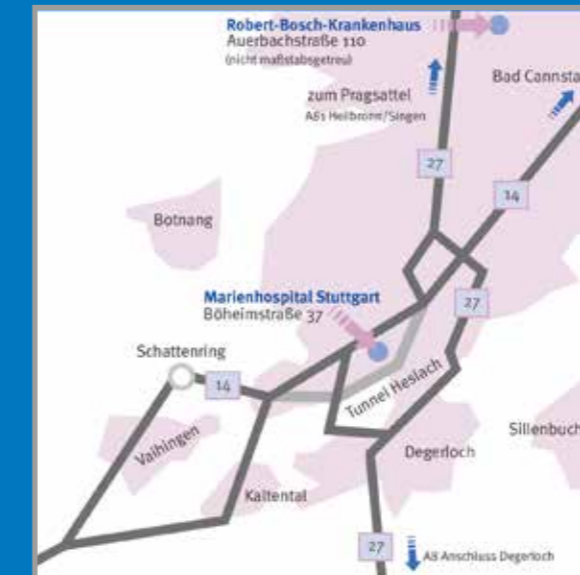 Robert-Bosch-Krankenhaus
Auerbachstraße 110
(nicht maßstabsgetreu)
zum Pragsattel
A81 Heilbronn/Singen
Bad Cannsta
27
14
Botnang
Marienhospital Stuttgart
Böheimstraße 37
27
Schattenring
14
Tunnel Heslach
Vaihingen
Degerloch
Sillenbuch
Kaltental
27
A8 Anschluss Degerloch